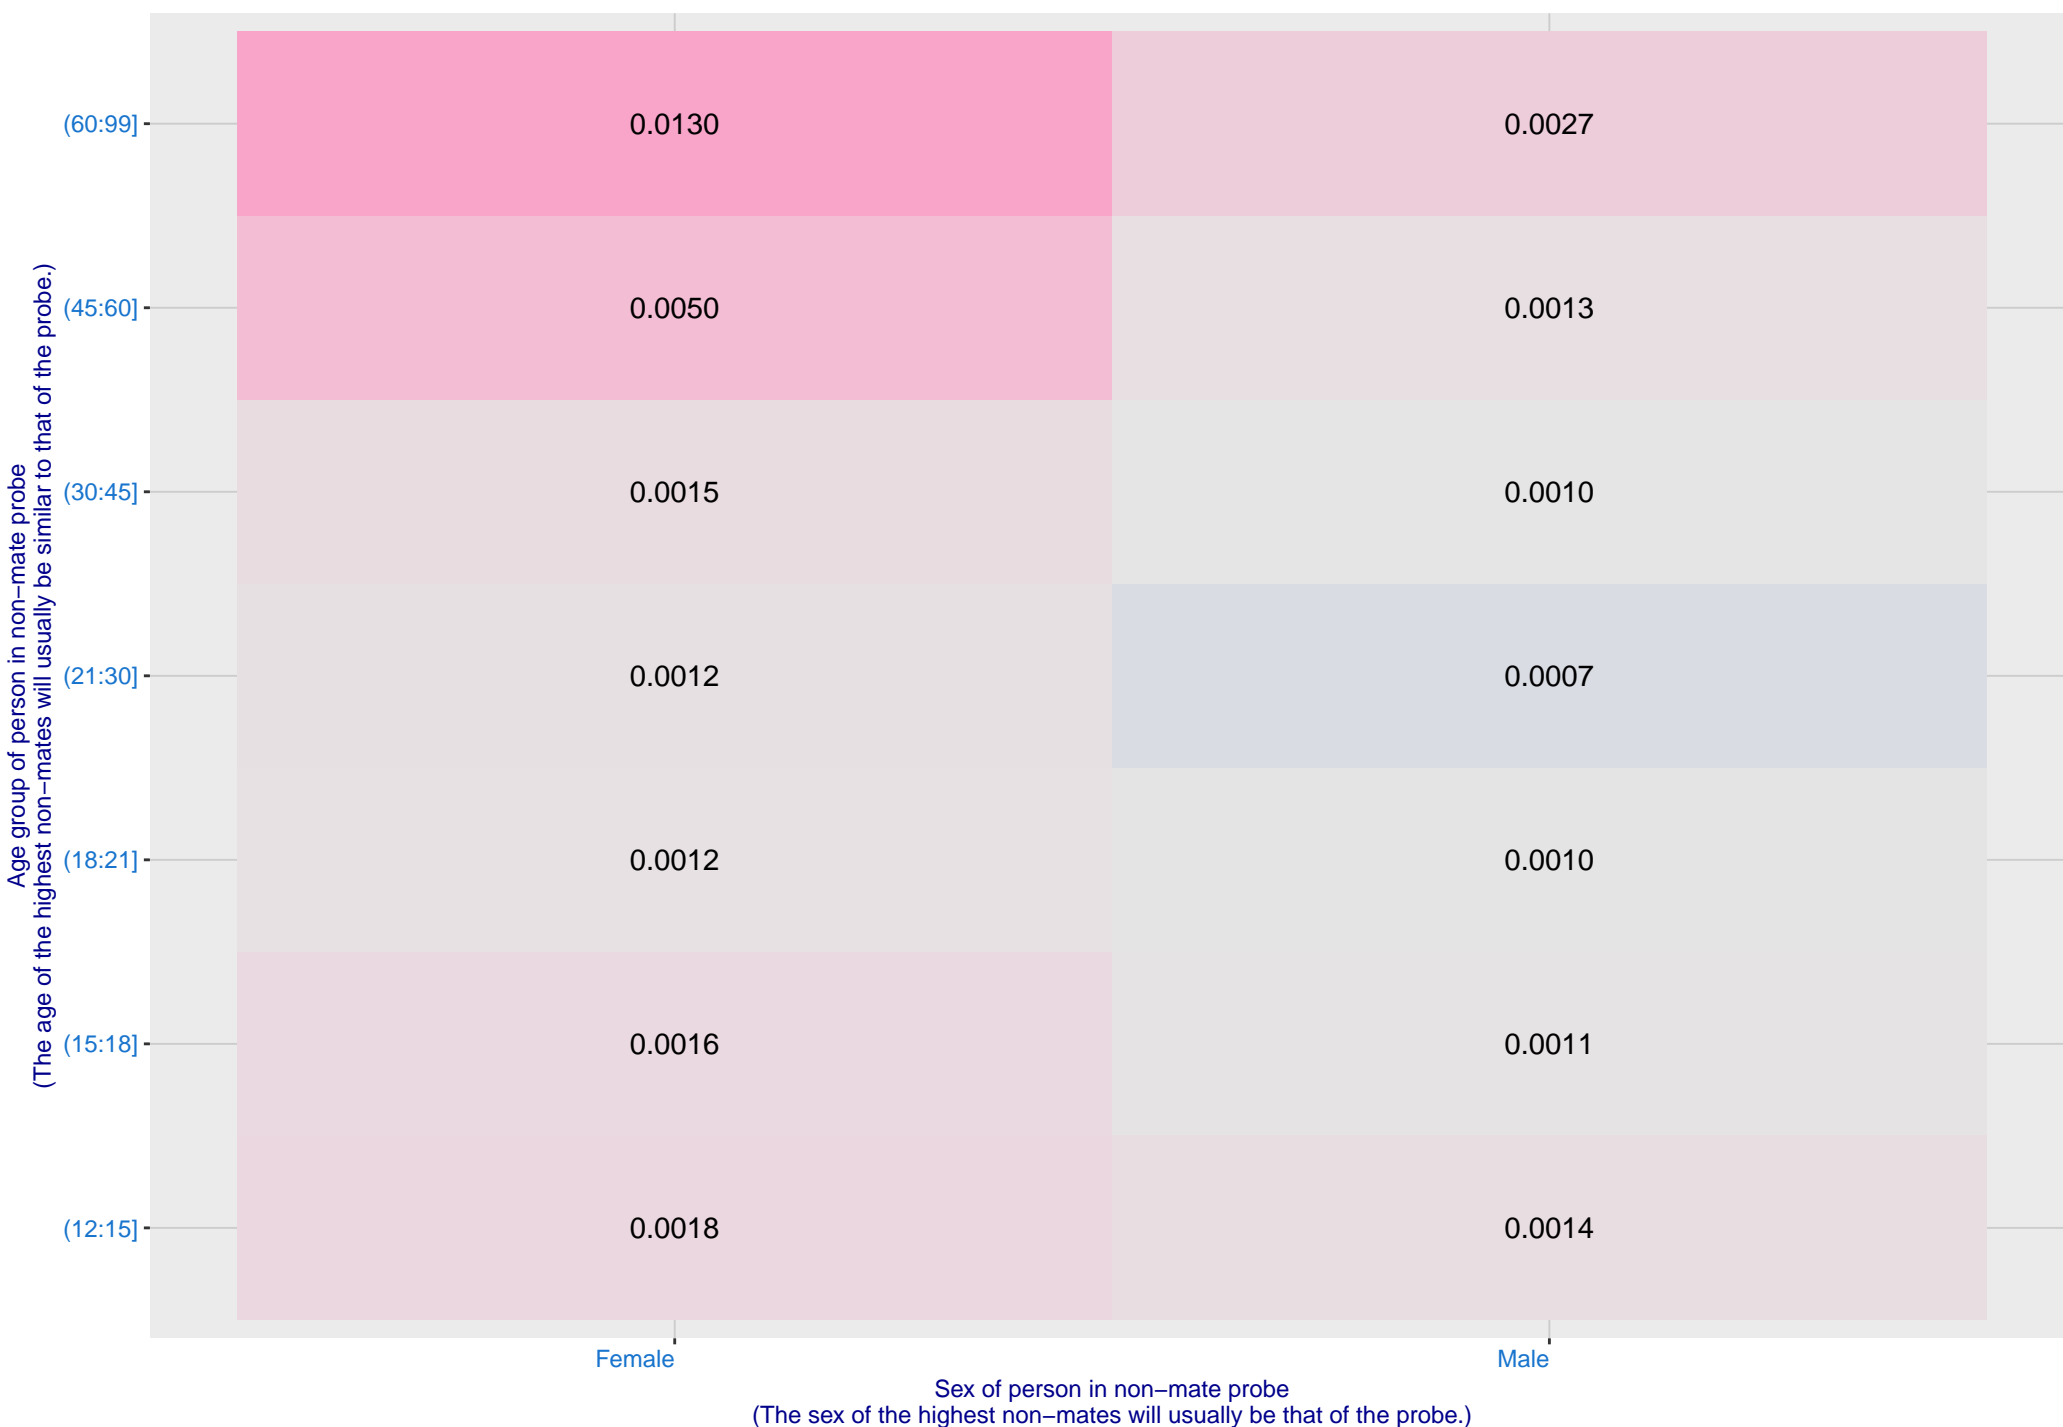 Age group of person in non−mate probe
(The age of the highest non−mates will usually be similar to that of the probe.)
(60:99] 0.0130 0.0027
(45:60] 0.0050 0.0013
(30:45] 0.0015 0.0010
(21:30] 0.0012 0.0007
(18:21] 0.0012 0.0010
(15:18] 0.0016 0.0011
(12:15] 0.0018 0.0014
Female Male
Sex of person in non−mate probe
(The sex of the highest non−mates will usually be that of the probe.)